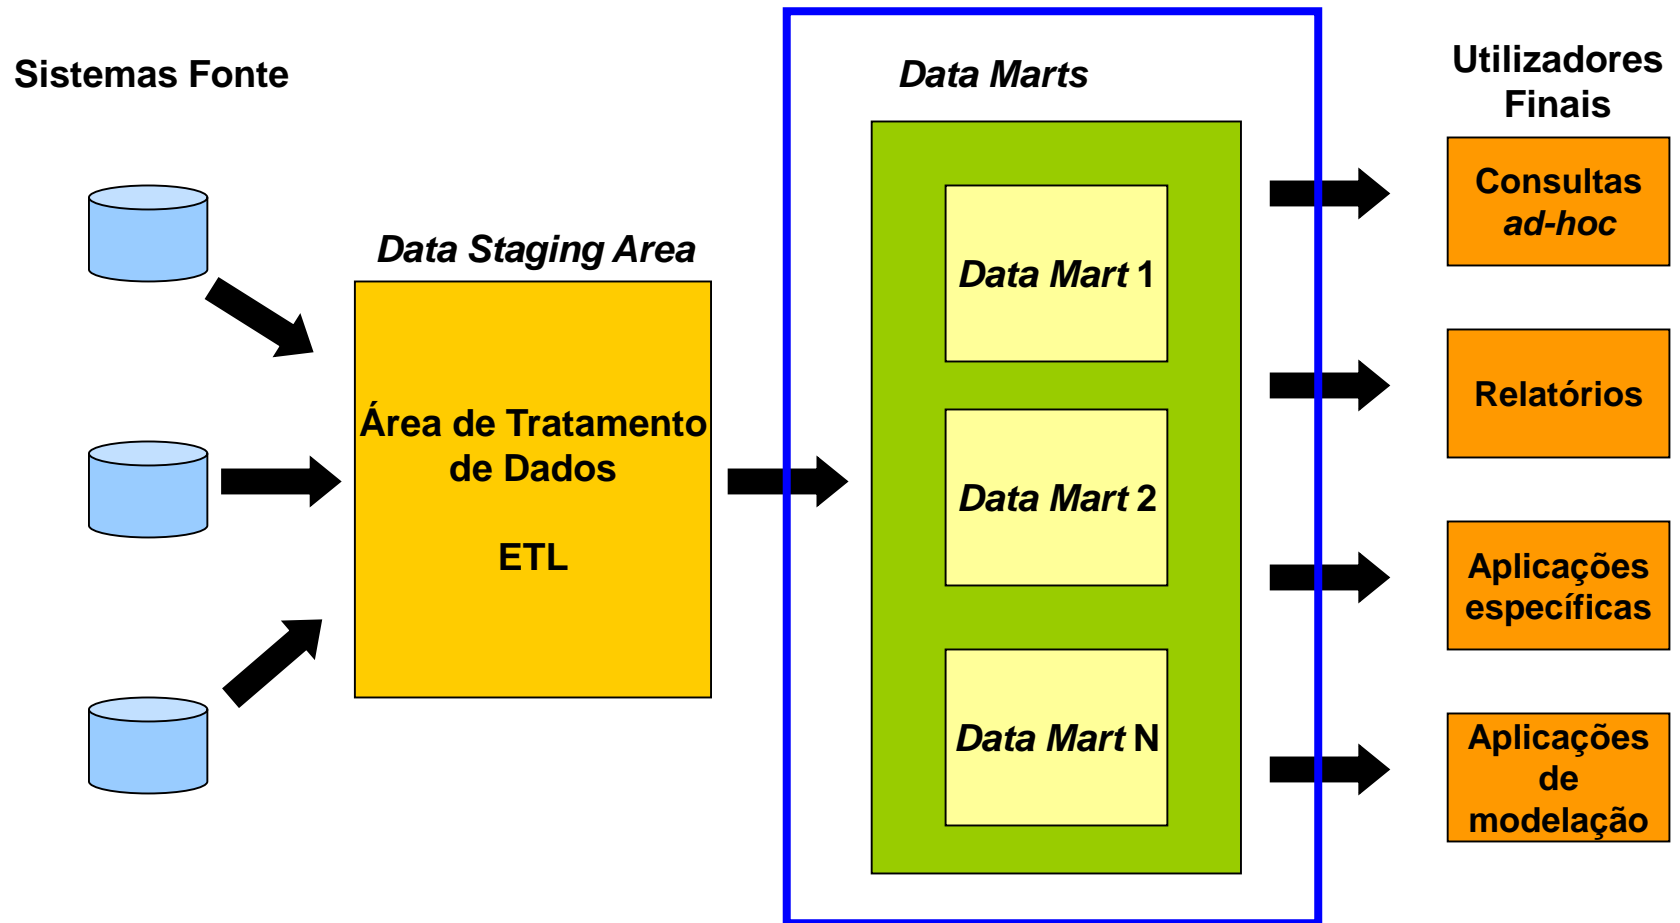 Sistemas Fonte
Data Staging Area
Área de Tratamento
de Dados
ETL
Data Marts
Data Mart 1
Data Mart 2
Data Mart N
Utilizadores
Finais
Consultas
ad-hoc
Relatórios
Aplicações
específicas
Aplicações
de
modelação